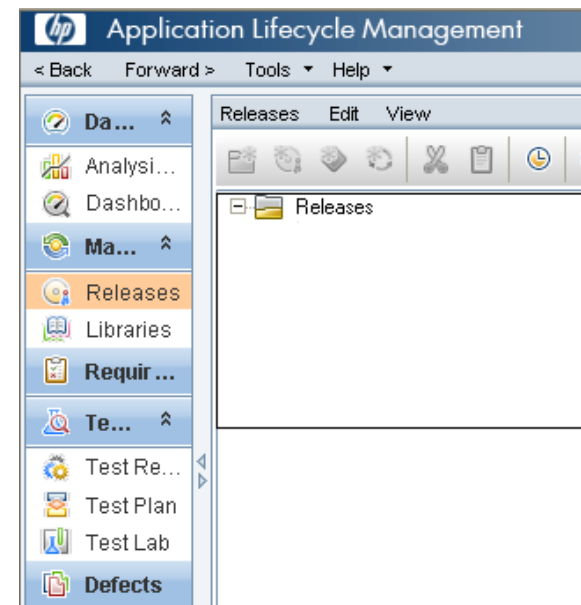 hp Application Lifecycle Management
< Back Forward > Tools Help
Da...
Analysi...
Dashbo...
Ma...
Releases
Libraries
Requir...
Te...
Test Re...
Test Plan
Test Lab
Defects
Releases Edit View
Releases